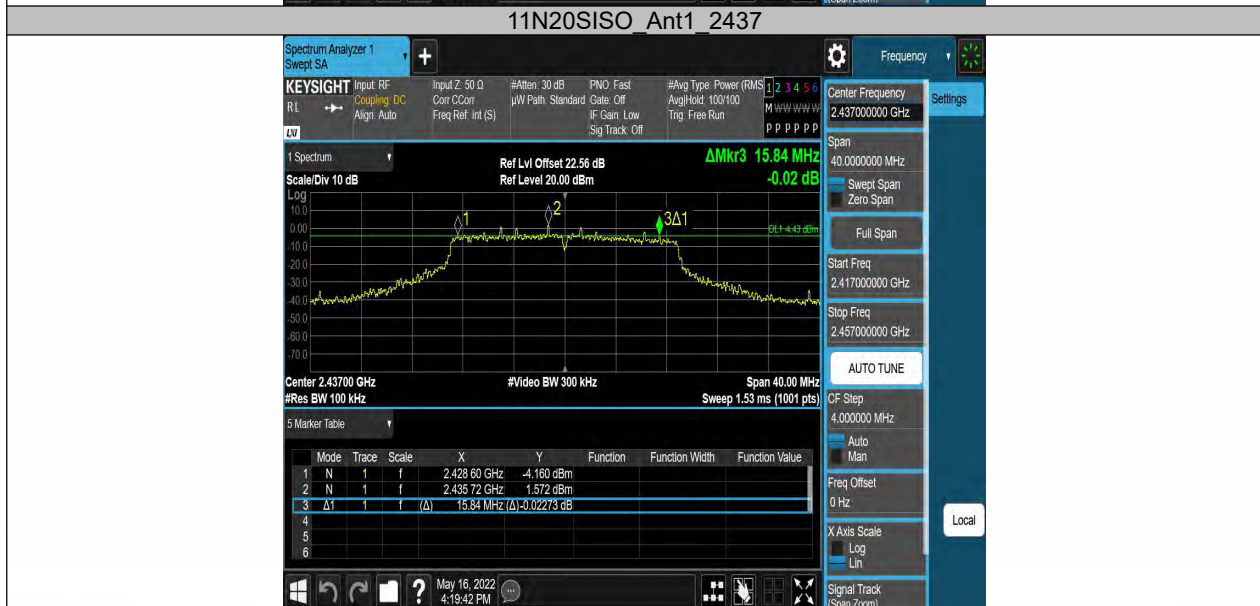 11N20SISO_Ant1_2437
Spectrum Analyzer 1
Swept SA
+
Frequency
KEYSIGHT
Input: RF
Coupling: DC
Align: Auto
Input Z: 50 Ω
Corr CCorr
Freq Ref: Int (S)
#Atten: 30 dB
µW Path: Standard
PNO: Fast
Gate: Off
IF Gain: Low
Sig Track: Off
#Avg Type: Power (RMS
Avg|Hold: 100/100
Trig: Free Run
1 2 3 4 5 6
M W W W W W
P P P P P P
RL
LXI
1 Spectrum
Scale/Div 10 dB
Ref Lvl Offset 22.56 dB
Ref Level 20.00 dBm
ΔMkr3 15.84 MHz
-0.02 dB
Log
10.0
0.00
-10.0
-20.0
-30.0
-40.0
-50.0
-60.0
-70.0
1
2
3Δ1
DL1 -4.43 dBm
Center 2.43700 GHz
#Video BW 300 kHz
Span 40.00 MHz
#Res BW 100 kHz
Sweep 1.53 ms (1001 pts)
5 Marker Table
Mode Trace Scale X Y Function Function Width Function Value
1 N 1 f 2.428 60 GHz -4.160 dBm
2 N 1 f 2.435 72 GHz 1.572 dBm
3 Δ1 1 f (Δ) 15.84 MHz (Δ) -0.02273 dB
4
5
6
May 16, 2022
4:19:42 PM
?
Center Frequency
2.437000000 GHz
Settings
Span
40.0000000 MHz
Swept Span
Zero Span
Full Span
Start Freq
2.417000000 GHz
Stop Freq
2.457000000 GHz
AUTO TUNE
CF Step
4.000000 MHz
Auto
Man
Freq Offset
0 Hz
X Axis Scale
Log
Lin
Local
Signal Track
(Span Zoom)